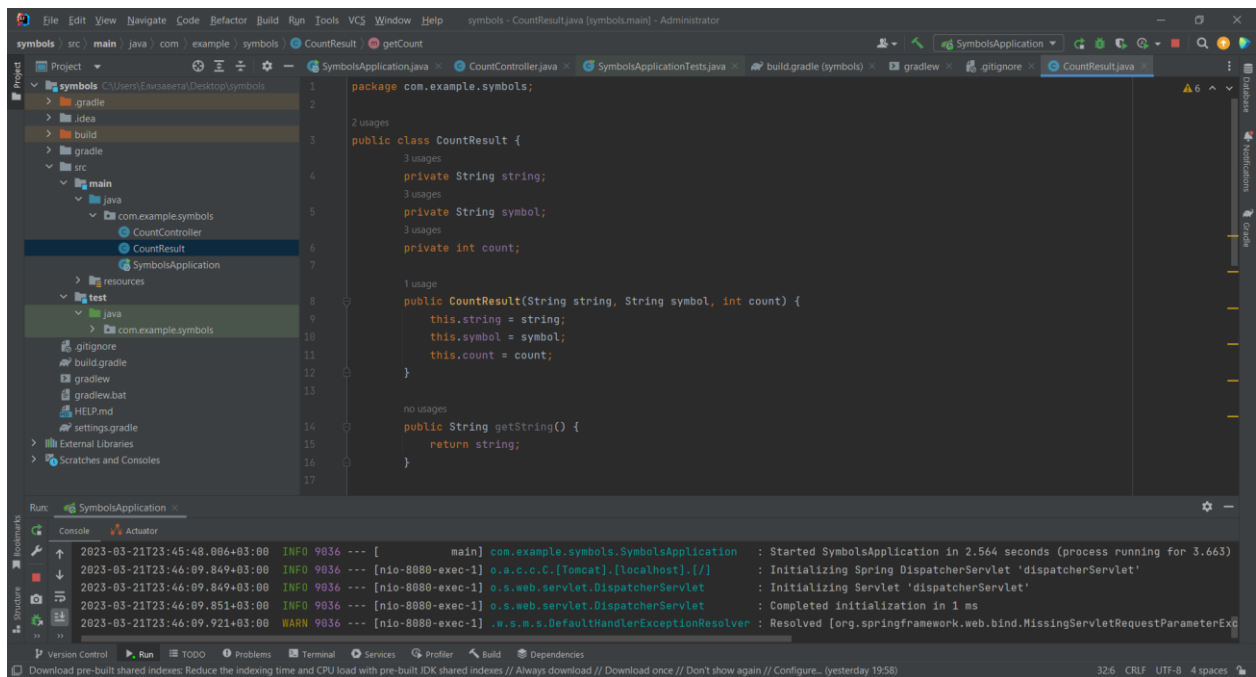 File Edit View Navigate Code Refactor Build Run Tools VCS Window Help symbols - CountResult.java [symbols.main] - Administrator
symbols src main java com example symbols CountResult getCount SymbolsApplication
Project SymbolsApplication.java CountController.java SymbolsApplicationTests.java build.gradle (symbols) gradlew .gitignore CountResult.java
symbols C:\Users\Елизавета\Desktop\symbols
.gradle
.idea
build
gradle
src
main
java
com.example.symbols
CountController
CountResult
SymbolsApplication
resources
test
java
com.example.symbols
.gitignore
build.gradle
gradlew
gradlew.bat
HELP.md
settings.gradle
External Libraries
Scratches and Consoles
1 package com.example.symbols;
2
2 usages
3 public class CountResult {
3 usages
4 private String string;
3 usages
5 private String symbol;
3 usages
6 private int count;
7
1 usage
8 public CountResult(String string, String symbol, int count) {
9 this.string = string;
10 this.symbol = symbol;
11 this.count = count;
12 }
13
no usages
14 public String getString() {
15 return string;
16 }
17
6
Project
Bookmarks
Structure
Database
Notifications
Gradle
Run: SymbolsApplication
Console Actuator
2023-03-21T23:45:48.006+03:00 INFO 9036 --- [ main] com.example.symbols.SymbolsApplication : Started SymbolsApplication in 2.564 seconds (process running for 3.663)
2023-03-21T23:46:09.849+03:00 INFO 9036 --- [nio-8080-exec-1] o.a.c.c.C.[Tomcat].[localhost].[/] : Initializing Spring DispatcherServlet 'dispatcherServlet'
2023-03-21T23:46:09.849+03:00 INFO 9036 --- [nio-8080-exec-1] o.s.web.servlet.DispatcherServlet : Initializing Servlet 'dispatcherServlet'
2023-03-21T23:46:09.851+03:00 INFO 9036 --- [nio-8080-exec-1] o.s.web.servlet.DispatcherServlet : Completed initialization in 1 ms
2023-03-21T23:46:09.921+03:00 WARN 9036 --- [nio-8080-exec-1] .w.s.m.s.DefaultHandlerExceptionResolver : Resolved [org.springframework.web.bind.MissingServletRequestParameterExc
Version Control Run TODO Problems Terminal Services Profiler Build Dependencies
Download pre-built shared indexes: Reduce the indexing time and CPU load with pre-built JDK shared indexes // Always download // Download once // Don't show again // Configure... (yesterday 19:58) 32:6 CRLF UTF-8 4 spaces